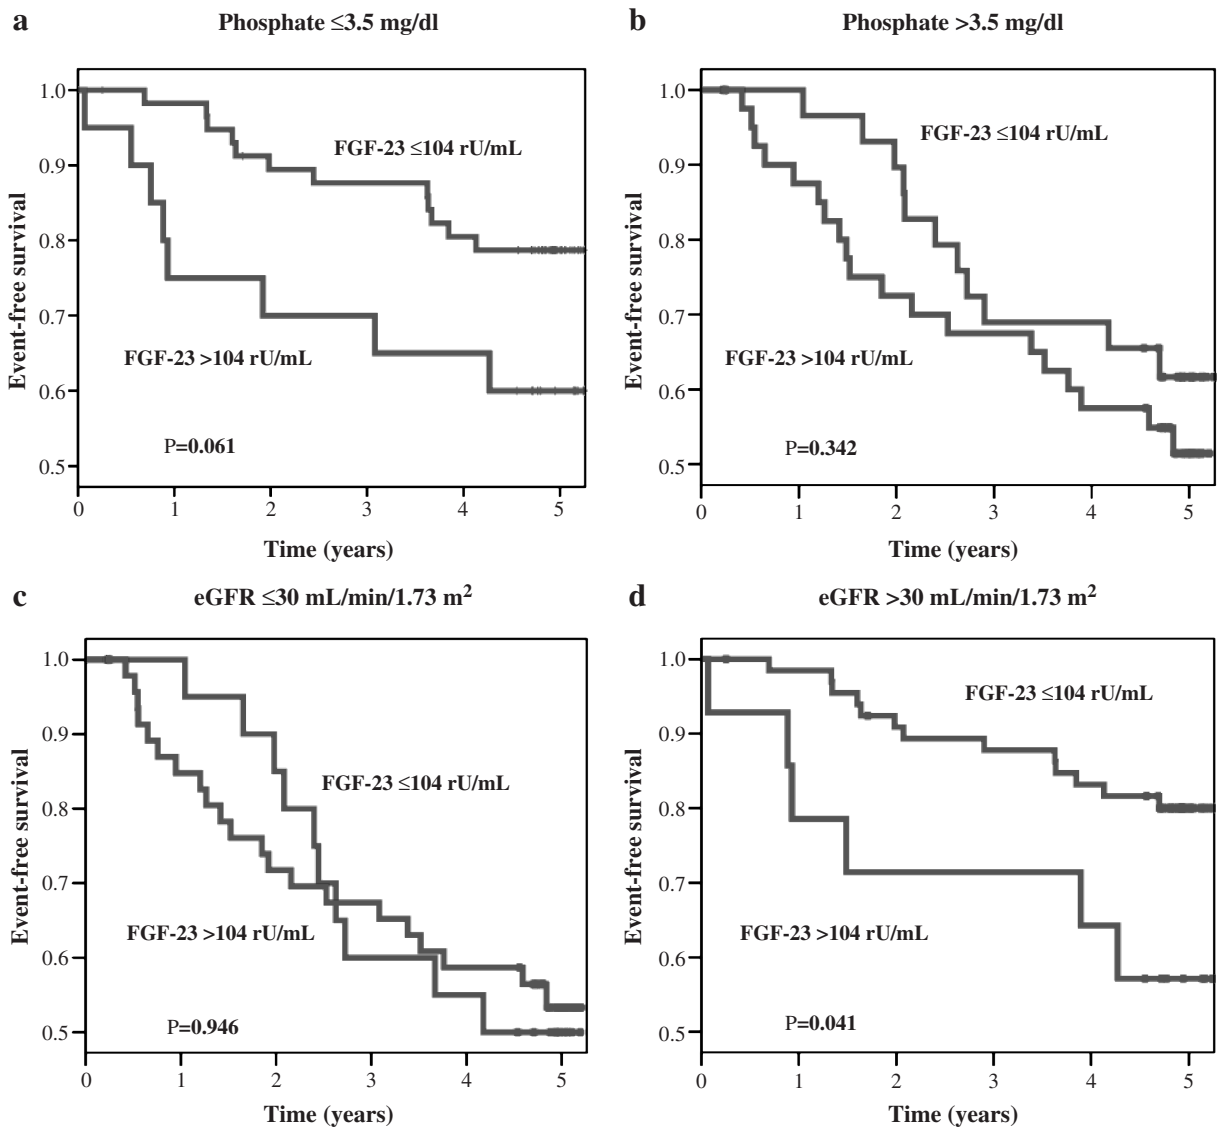 a Phosphate ≤3.5 mg/dl
1.0
0.9
0.8
0.7
0.6
0.5
Event-free survival
FGF-23 ≤104 rU/mL
FGF-23 >104 rU/mL
P=0.061
0 1 2 3 4 5
Time (years)
b Phosphate >3.5 mg/dl
1.0
0.9
0.8
0.7
0.6
0.5
Event-free survival
FGF-23 ≤104 rU/mL
FGF-23 >104 rU/mL
P=0.342
0 1 2 3 4 5
Time (years)
c eGFR ≤30 mL/min/1.73 m²
1.0
0.9
0.8
0.7
0.6
0.5
Event-free survival
FGF-23 ≤104 rU/mL
FGF-23 >104 rU/mL
P=0.946
0 1 2 3 4 5
Time (years)
d eGFR >30 mL/min/1.73 m²
1.0
0.9
0.8
0.7
0.6
0.5
Event-free survival
FGF-23 ≤104 rU/mL
FGF-23 >104 rU/mL
P=0.041
0 1 2 3 4 5
Time (years)